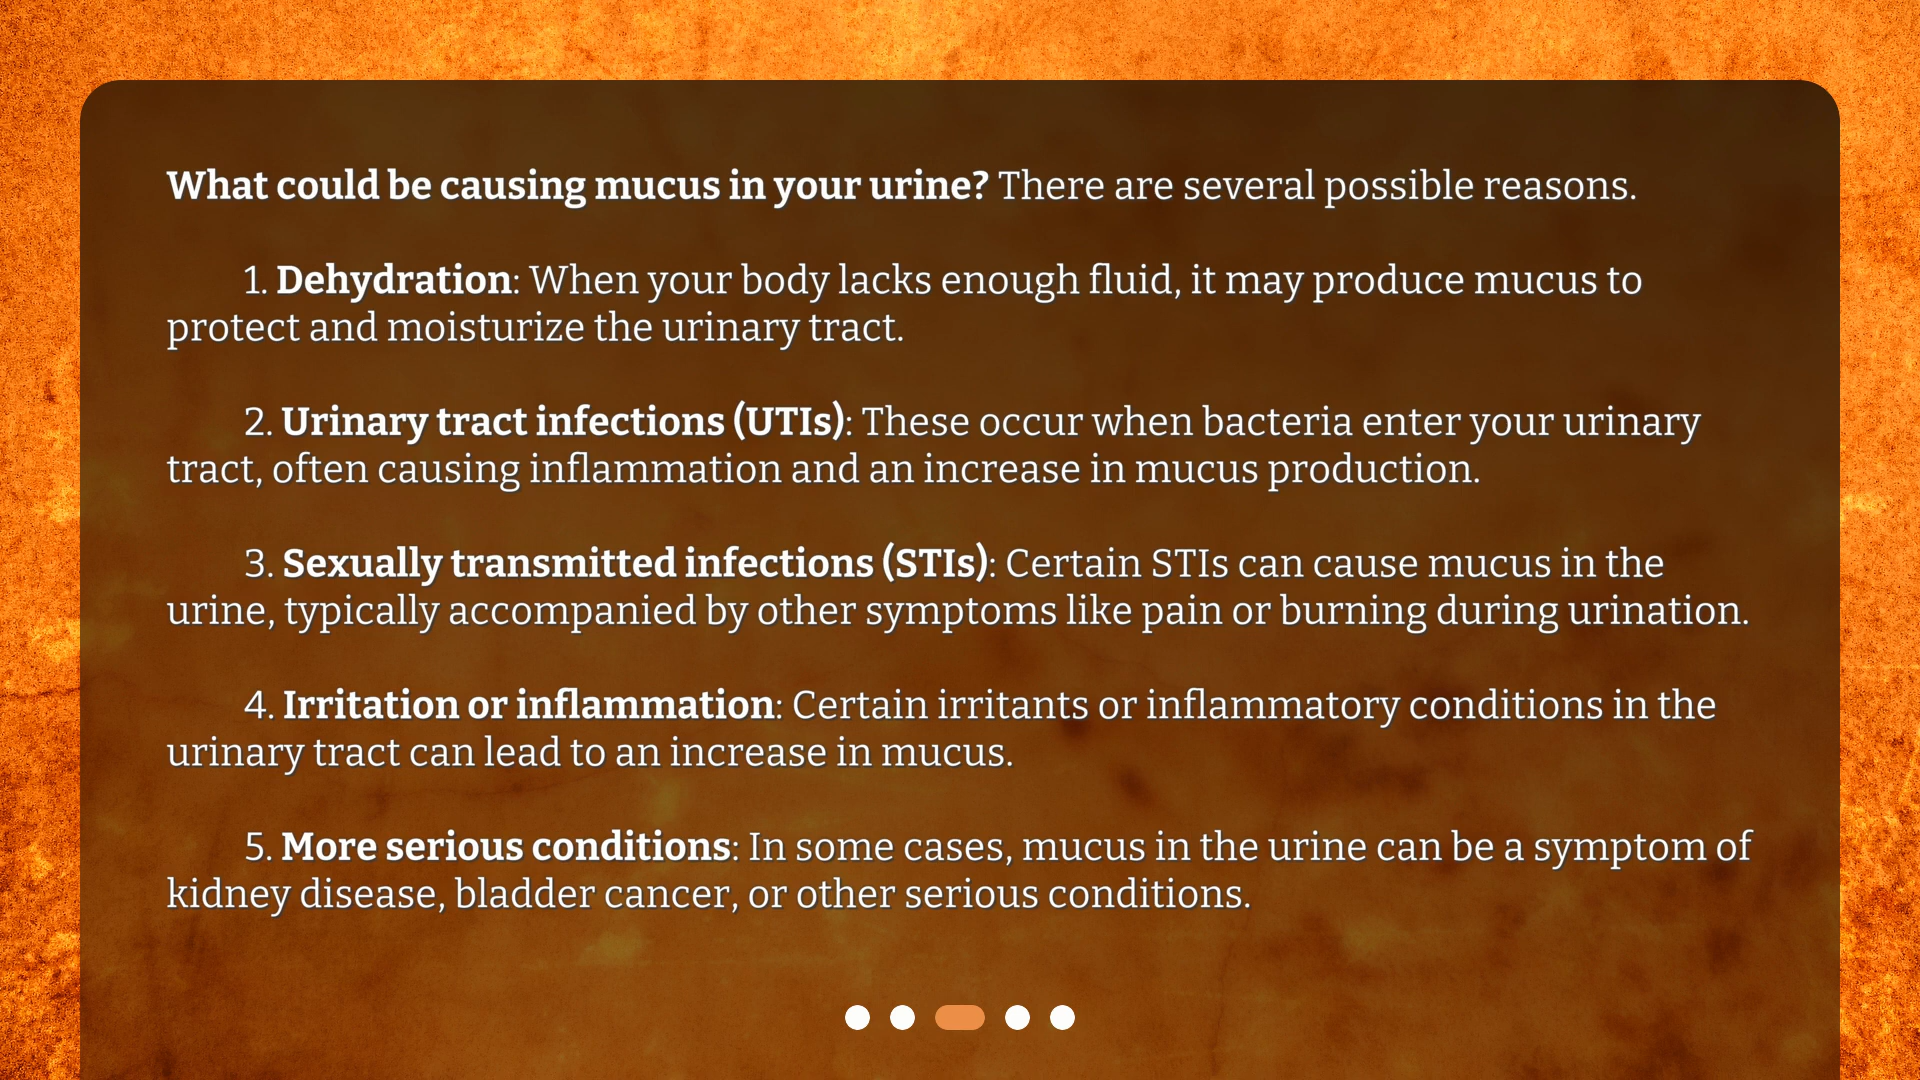 What could be causing mucus in your urine? There are several possible reasons.
1. Dehydration: When your body lacks enough fluid, it may produce mucus to
protect and moisturize the urinary tract.
2. Urinary tract infections (UTIs): These occur when bacteria enter your urinary
tract, often causing inflammation and an increase in mucus production.
3. Sexually transmitted infections (STIs): Certain STIs can cause mucus in the
urine, typically accompanied by other symptoms like pain or burning during urination.
4. Irritation or inflammation: Certain irritants or inflammatory conditions in the
urinary tract can lead to an increase in mucus.
5. More serious conditions: In some cases, mucus in the urine can be a symptom of
kidney disease, bladder cancer, or other serious conditions.